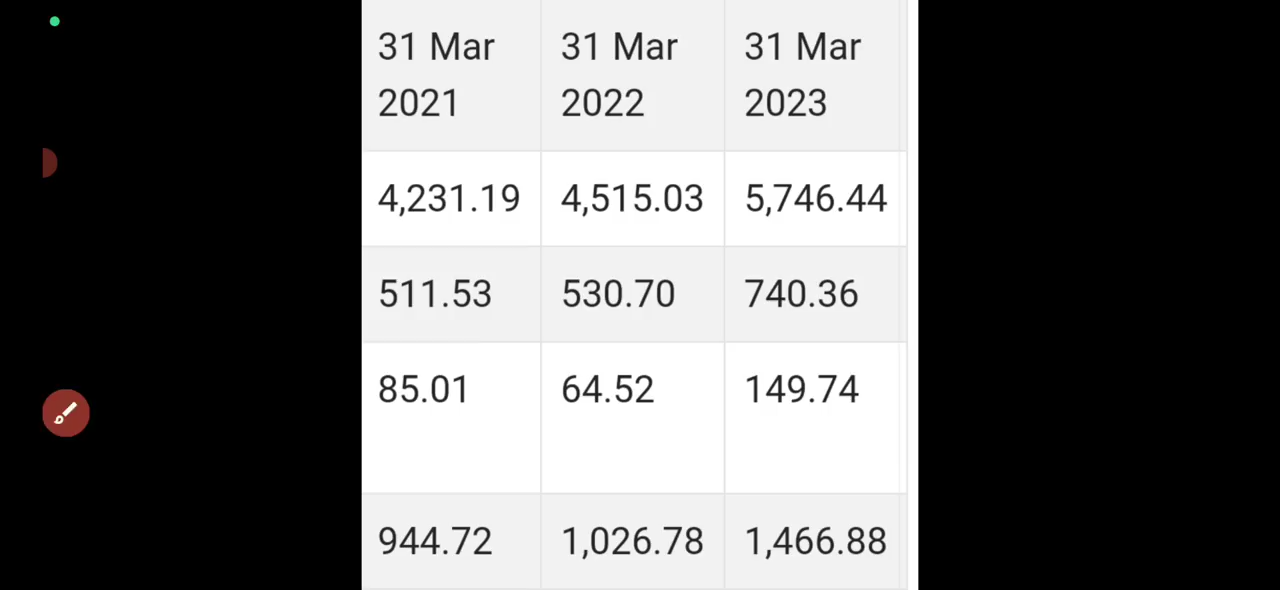 31 Mar 31 Mar 31 Mar
2021 2022 2023
4,231.19 4,515.03 5,746.44
511.53 530.70 740.36
85.01 64.52 149.74
944.72 1,026.78 1,466.88